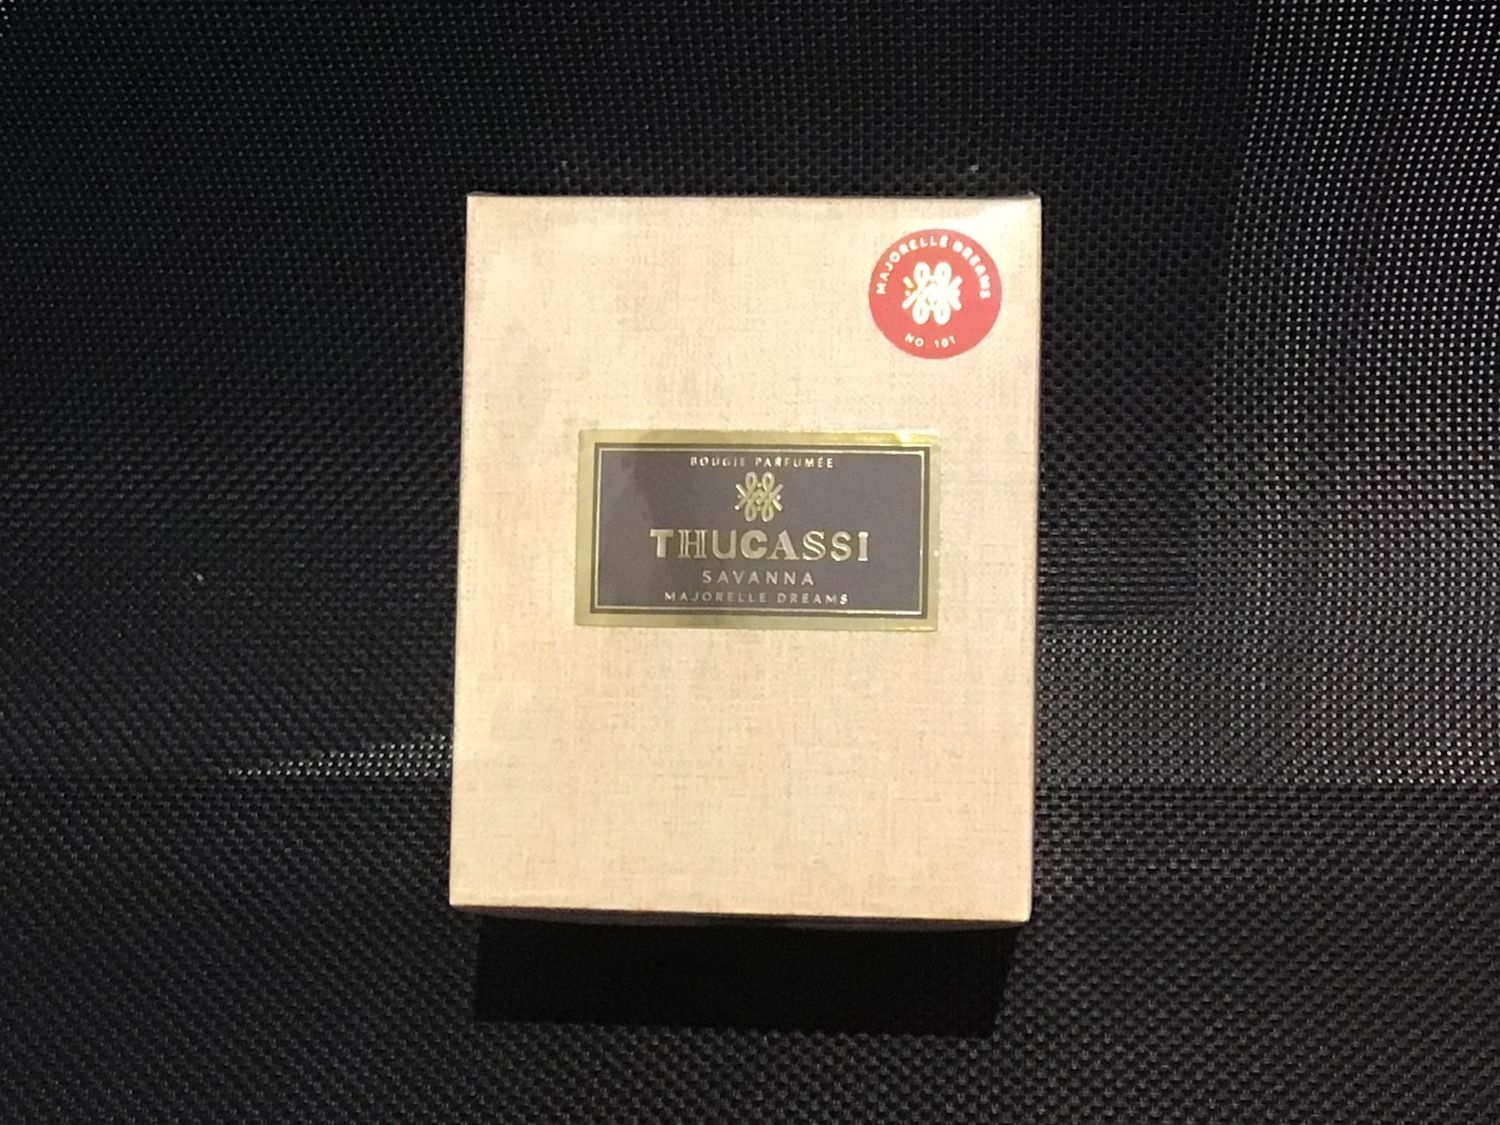 MAJORELLE DREAMS
NO. 101
BOUGIE PARFUMÉE
THUCASSI
SAVANNA
MAJORELLE DREAMS